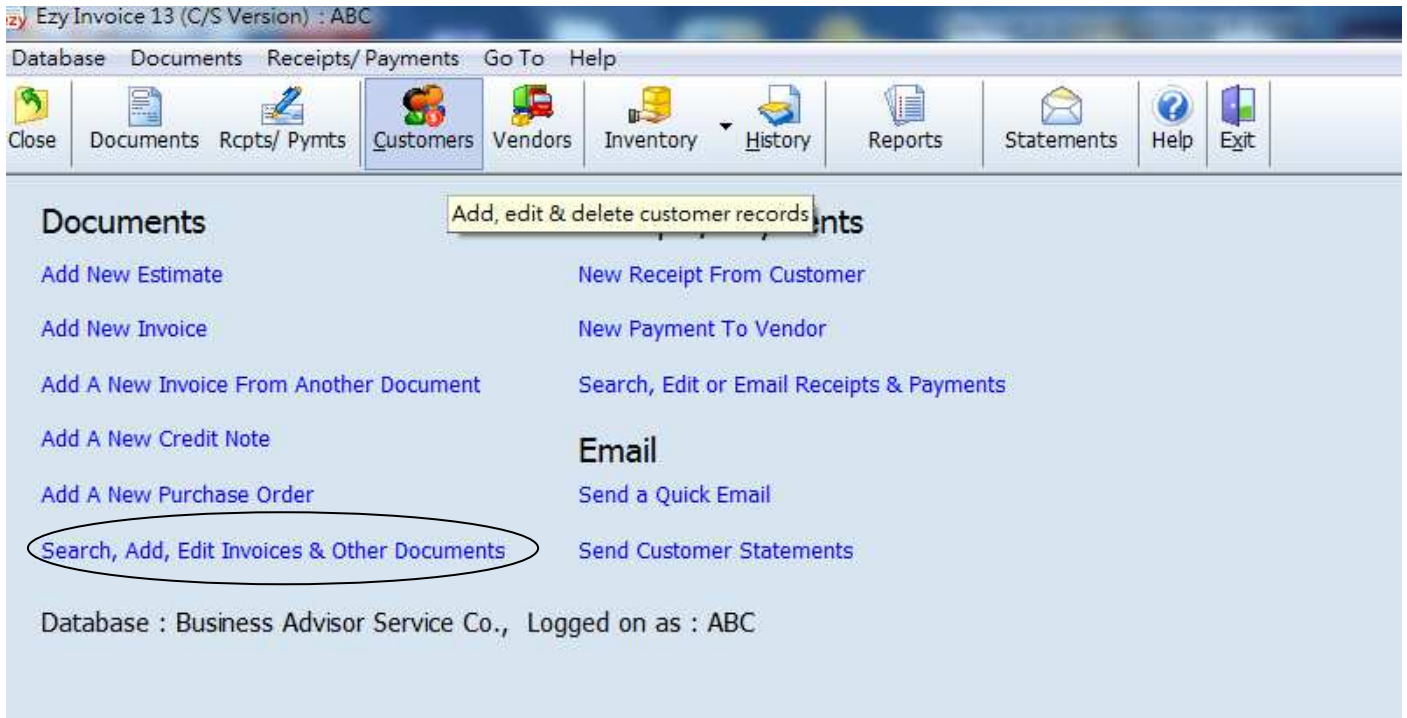 Ezy Invoice 13 (C/S Version) : ABC
Database Documents Receipts/ Payments Go To Help
Close Documents Rcpts/ Pymts Customers Vendors Inventory History Reports Statements Help Exit
Add, edit & delete customer records
Documents
Add New Estimate
Add New Invoice
Add A New Invoice From Another Document
Add A New Credit Note
Add A New Purchase Order
Search, Add, Edit Invoices & Other Documents
New Receipt From Customer
New Payment To Vendor
Search, Edit or Email Receipts & Payments
Email
Send a Quick Email
Send Customer Statements
Database : Business Advisor Service Co., Logged on as : ABC